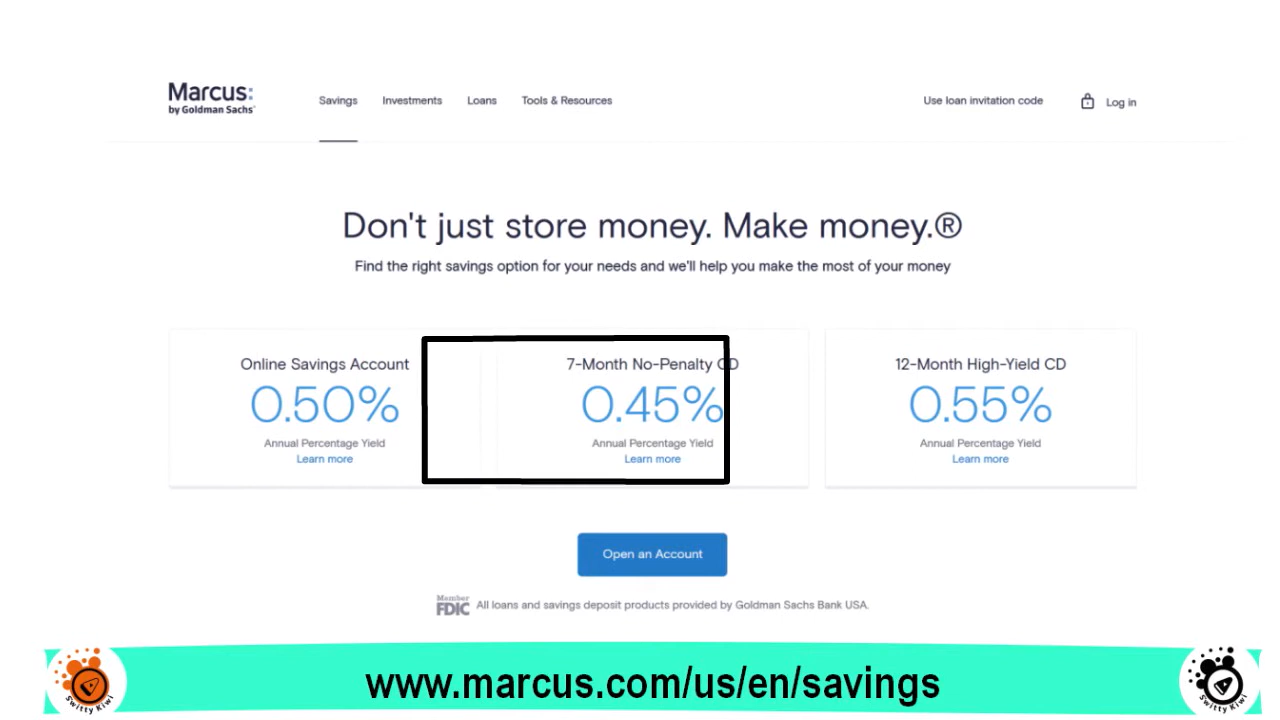 Marcus:
by Goldman Sachs®
Savings Investments Loans Tools & Resources
Use loan invitation code Log in
Don't just store money. Make money.®
Find the right savings option for your needs and we'll help you make the most of your money
Online Savings Account
0.50%
Annual Percentage Yield
Learn more
7-Month No-Penalty CD
0.45%
Annual Percentage Yield
Learn more
12-Month High-Yield CD
0.55%
Annual Percentage Yield
Learn more
Open an Account
Member
FDIC
All loans and savings deposit products provided by Goldman Sachs Bank USA.
www.marcus.com/us/en/savings
Switty Kiwi
Switty Kiwi